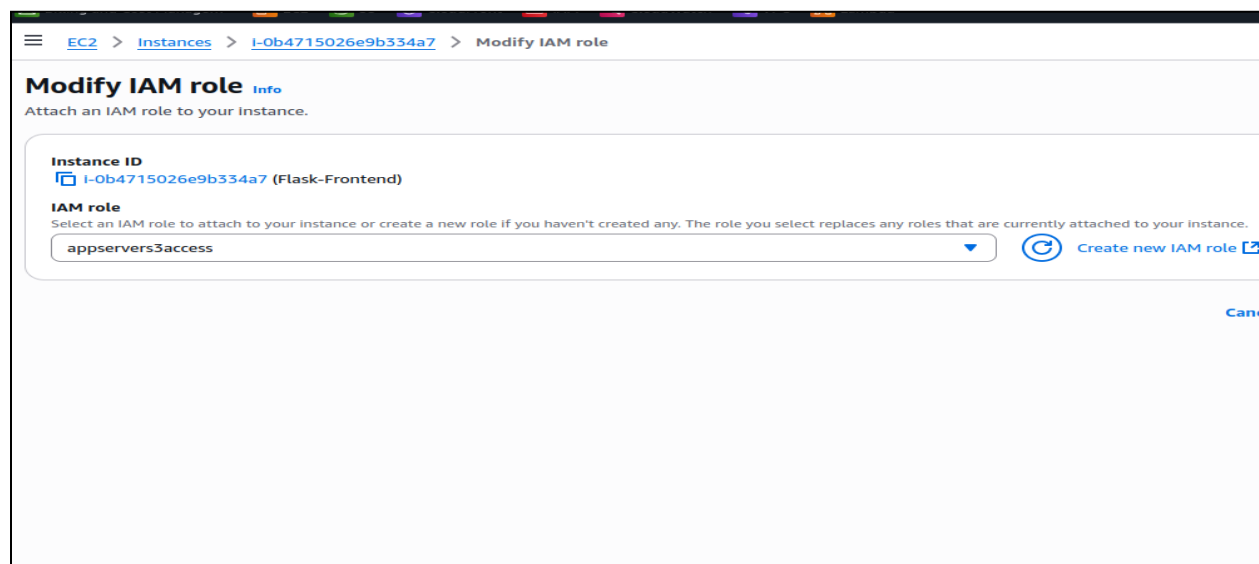 EC2 > Instances > i-0b4715026e9b334a7 > Modify IAM role
Modify IAM role Info
Attach an IAM role to your instance.
Instance ID
i-0b4715026e9b334a7 (Flask-Frontend)
IAM role
Select an IAM role to attach to your instance or create a new role if you haven't created any. The role you select replaces any roles that are currently attached to your instance.
appservers3access
Create new IAM role
Canc